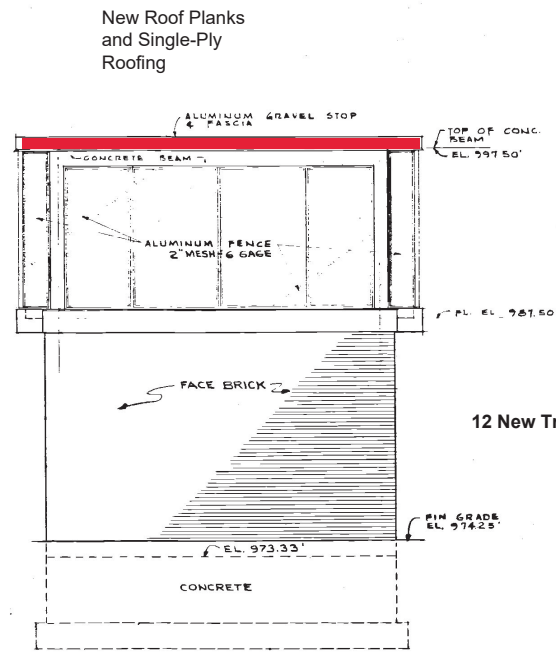 New Roof Planks
and Single-Ply
Roofing
ALUMINUM GRAVEL STOP
& FASCIA
TOP OF CONC.
BEAM
EL. 997.50'
CONCRETE BEAM
ALUMINUM FENCE
2" MESH-6 GAGE
FL. EL. 987.50
FACE BRICK
12 New Tr
FIN GRADE
EL. 974.25'
EL. 973.33'
CONCRETE